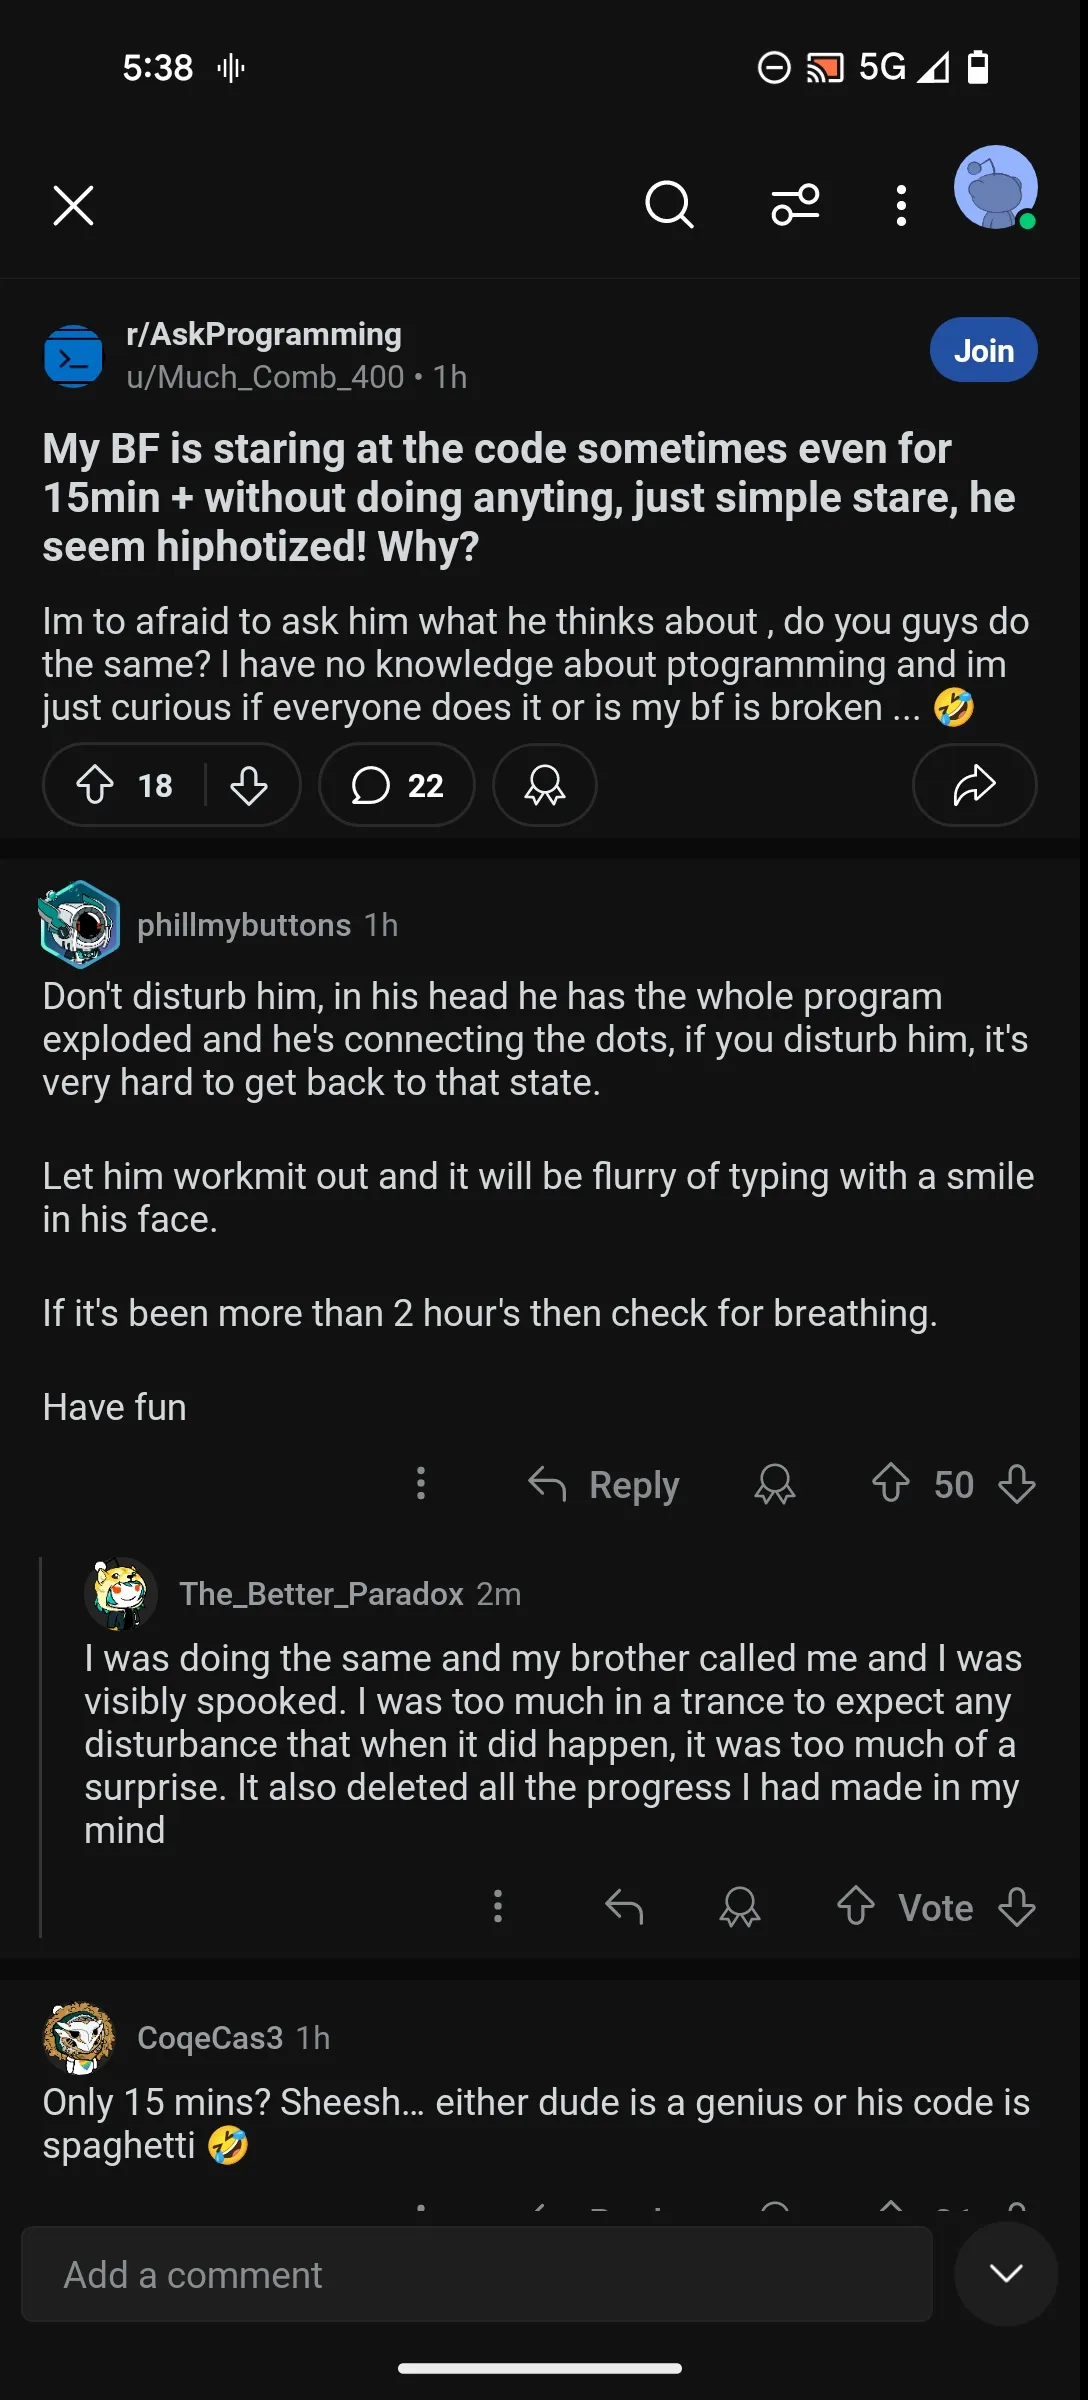 5:38
5G
r/AskProgramming
u/Much_Comb_400 • 1h
Join
My BF is staring at the code sometimes even for
15min + without doing anyting, just simple stare, he
seem hiphotized! Why?
Im to afraid to ask him what he thinks about , do you guys do
the same? I have no knowledge about ptogramming and im
just curious if everyone does it or is my bf is broken ... 🤣
18
22
phillmybuttons 1h
Don't disturb him, in his head he has the whole program
exploded and he's connecting the dots, if you disturb him, it's
very hard to get back to that state.
Let him workmit out and it will be flurry of typing with a smile
in his face.
If it's been more than 2 hour's then check for breathing.
Have fun
Reply
50
The_Better_Paradox 2m
I was doing the same and my brother called me and I was
visibly spooked. I was too much in a trance to expect any
disturbance that when it did happen, it was too much of a
surprise. It also deleted all the progress I had made in my
mind
Vote
CoqeCas3 1h
Only 15 mins? Sheesh… either dude is a genius or his code is
spaghetti 🤣
Add a comment